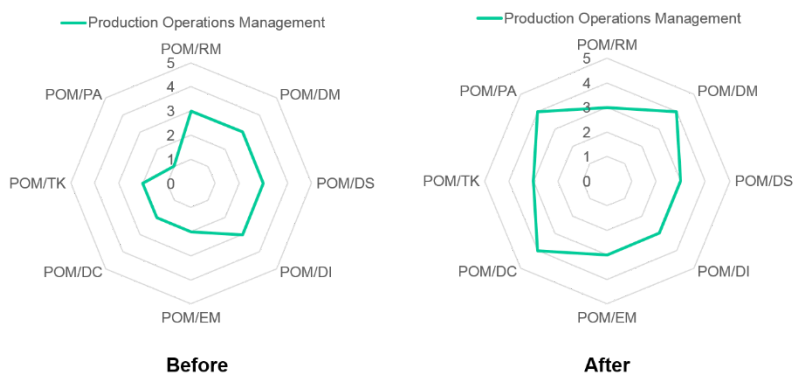 Production Operations Management
POM/RM
5
POM/PA
4
POM/DM
3
2
1
POM/TK
0
POM/DS
POM/DC
POM/DI
POM/EM
Before
Production Operations Management
POM/RM
5
POM/PA
4
POM/DM
3
2
1
POM/TK
0
POM/DS
POM/DC
POM/DI
POM/EM
After